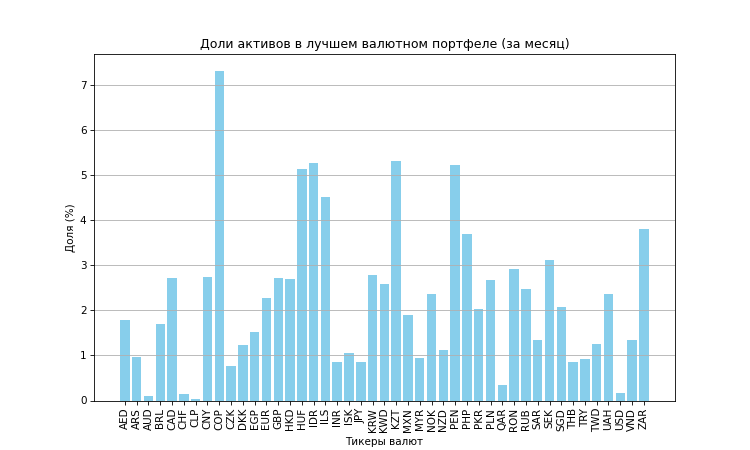 Доли активов в лучшем валютном портфеле (за месяц)
Доля (%)
7
6
5
4
3
2
1
0
AED
ARS
AUD
BRL
CAD
CHF
CLP
CNY
COP
CZK
DKK
EGP
EUR
GBP
HKD
HUF
IDR
ILS
INR
ISK
JPY
KRW
KWD
KZT
MXN
MYR
NOK
NZD
PEN
PHP
PKR
PLN
QAR
RON
RUB
SAR
SEK
SGD
THB
TRY
TWD
UAH
USD
VND
ZAR
Тикеры валют